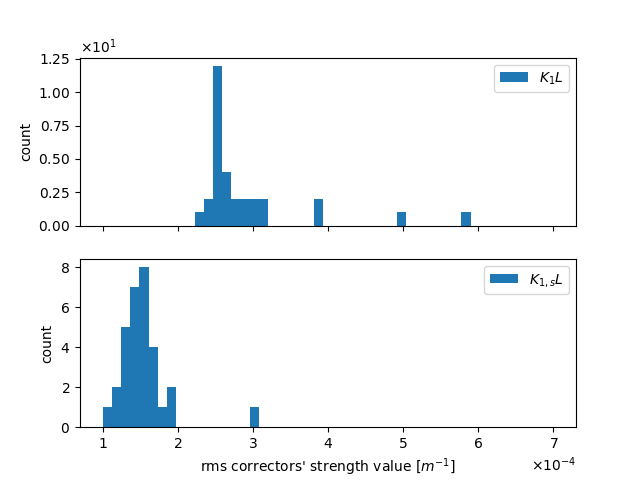 ×10¹
1.25
1.00
0.75
0.50
0.25
0.00
count
K₁L
8
6
4
2
0
count
K₁,ₛL
1 2 3 4 5 6 7
rms correctors' strength value [m⁻¹]
×10⁻⁴